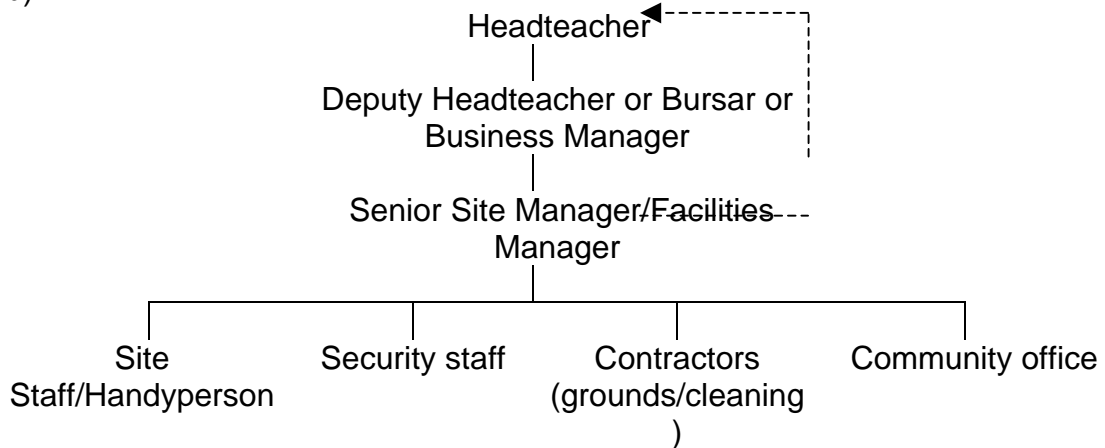 Headteacher
Deputy Headteacher or Bursar or
Business Manager
Senior Site Manager/Facilities
Manager
Site
Staff/Handyperson
Security staff
Contractors
(grounds/cleaning
)
Community office